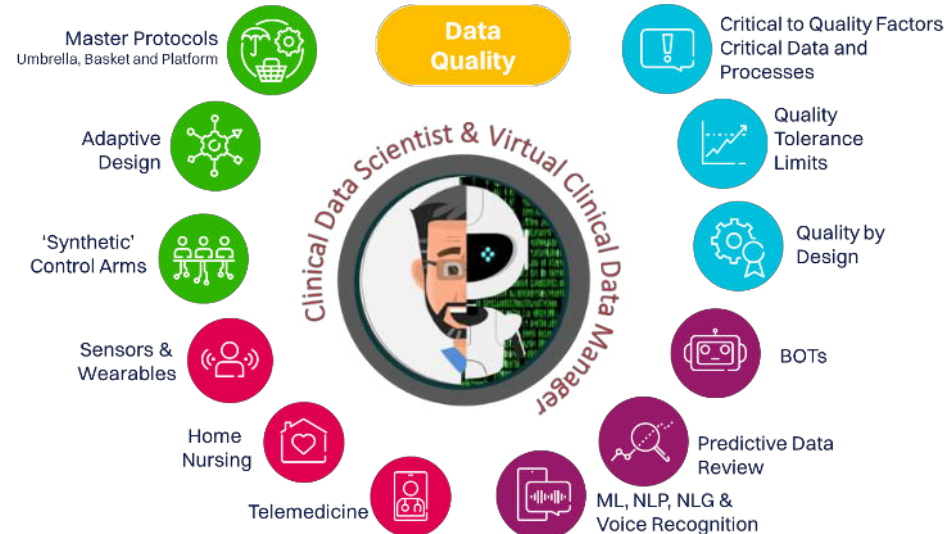 Data
Quality
Master Protocols
Umbrella, Basket and Platform
Adaptive
Design
‘Synthetic’
Control Arms
Sensors &
Wearables
Home
Nursing
Telemedicine
Clinical Data Scientist & Virtual Clinical Data Manager
Critical to Quality Factors
Critical Data and
Processes
Quality
Tolerance
Limits
Quality by
Design
BOTs
Predictive Data
Review
ML, NLP, NLG &
Voice Recognition